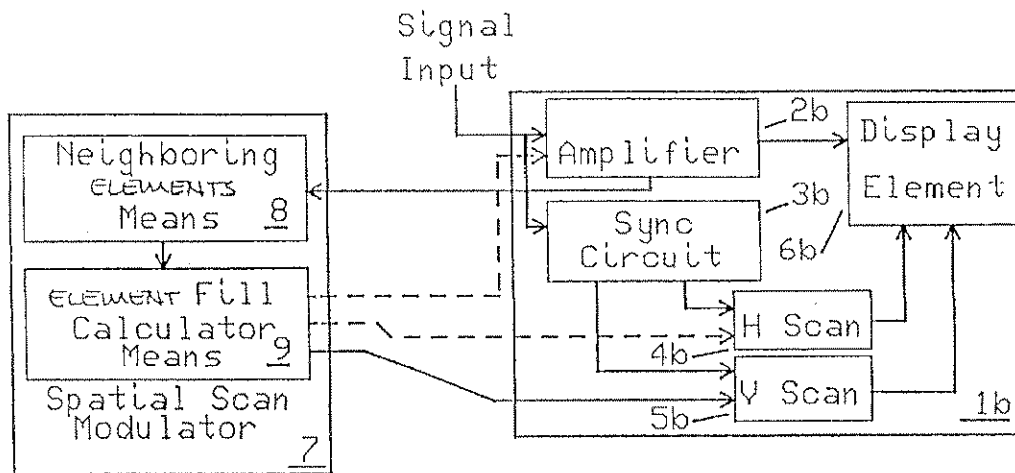 Signal
Input
Neighboring
ELEMENTS
Means 8
ELEMENT Fill
Calculator
Means 9
Spatial Scan
Modulator
7
Amplifier
2b
Display
Element
Sync
Circuit
3b
6b
H Scan
4b
V Scan
5b
1b